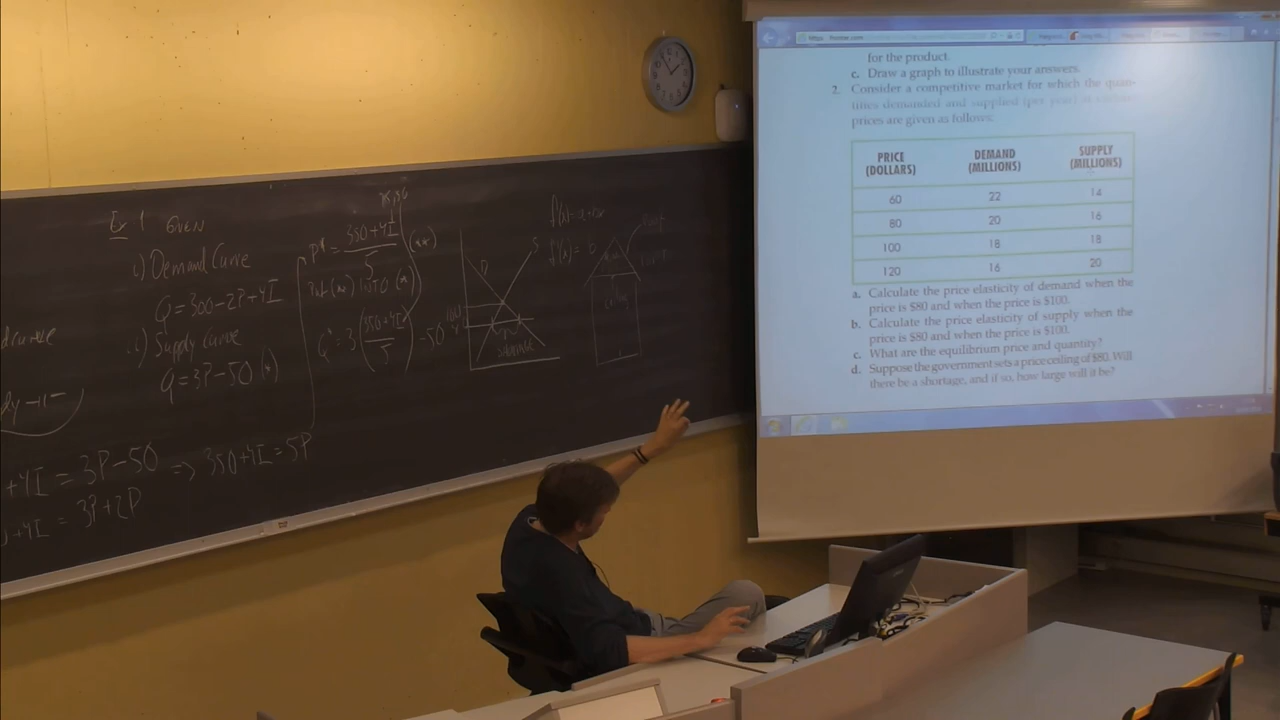 Ex 1 GIVEN
i) Demand Curve
Q=300-2P+4I
ii) Supply Curve
Q=3P-50 (*)
+4I = 3P-50 => 350+4I=5P
+4I = 3P+2P
P* = 350+4I / 5 (**)
Put (**) into (*)
= 3(350+4I / 5) - 50
D
S
shortage
for the product.
c. Draw a graph to illustrate your answers.
2. Consider a competitive market for which the quan-
tities demanded and supplied (per year) at various
prices are given as follows:
PRICE (DOLLARS) DEMAND (MILLIONS) SUPPLY (MILLIONS)
60 22 14
80 20 16
100 18 18
120 16 20
a. Calculate the price elasticity of demand when the
price is $80 and when the price is $100.
b. Calculate the price elasticity of supply when the
price is $80 and when the price is $100.
c. What are the equilibrium price and quantity?
d. Suppose the government sets a price ceiling of $80. Will
there be a shortage, and if so, how large will it be?